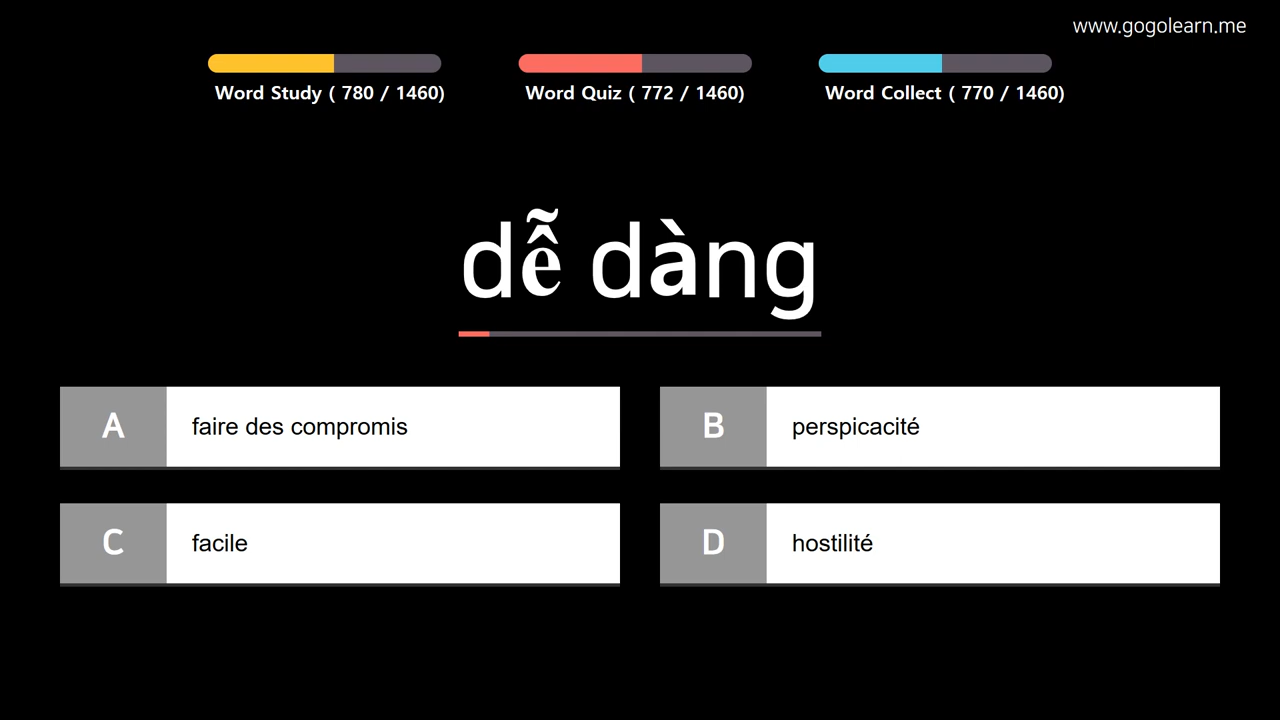 www.gogolearn.me
Word Study ( 780 / 1460)
Word Quiz ( 772 / 1460)
Word Collect ( 770 / 1460)
dễ dàng
A faire des compromis
B perspicacité
C facile
D hostilité